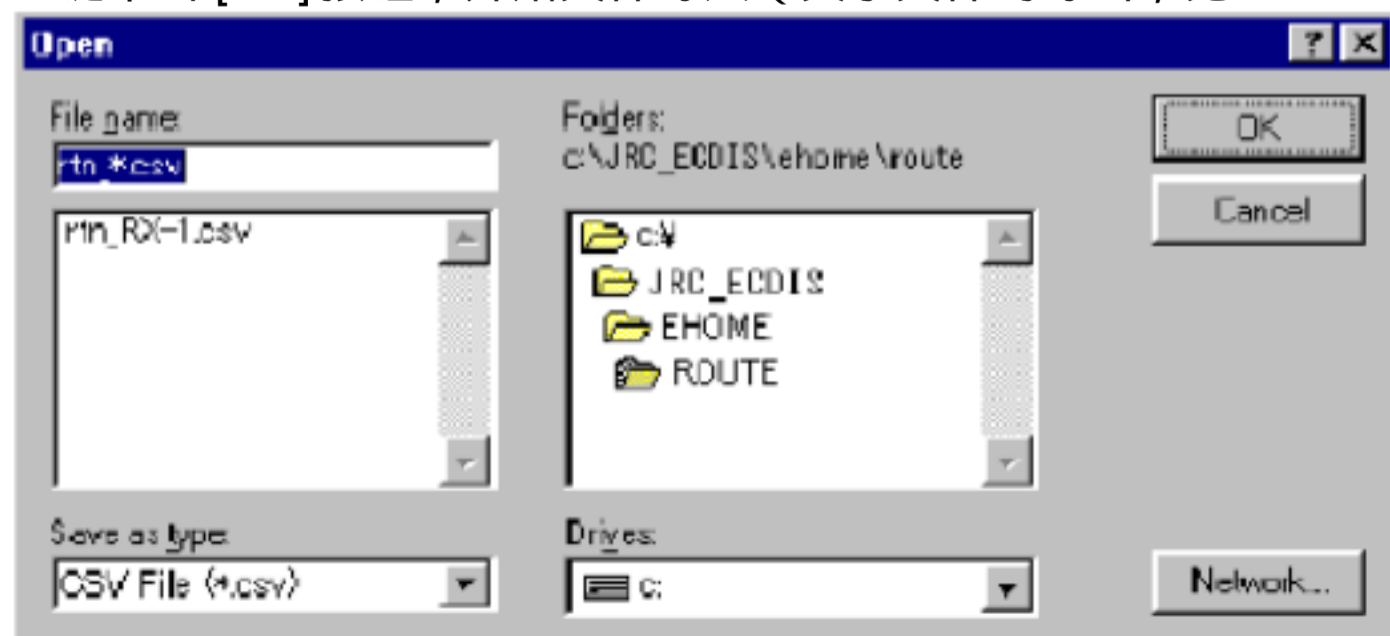 Open
File name:
rtn_*.csv
rtn_RX-1.csv
Save as type:
CSV File (*.csv)
Folders:
c:\JRC_ECDIS\ehome\route
c:¥
JRC_ECDIS
EHOME
ROUTE
Drives:
c:
OK
Cancel
Network...